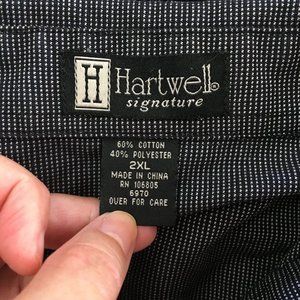 H Hartwell®
signature
60% COTTON
40% POLYESTER
2XL
MADE IN CHINA
RN 106805
6970
OVER FOR CARE